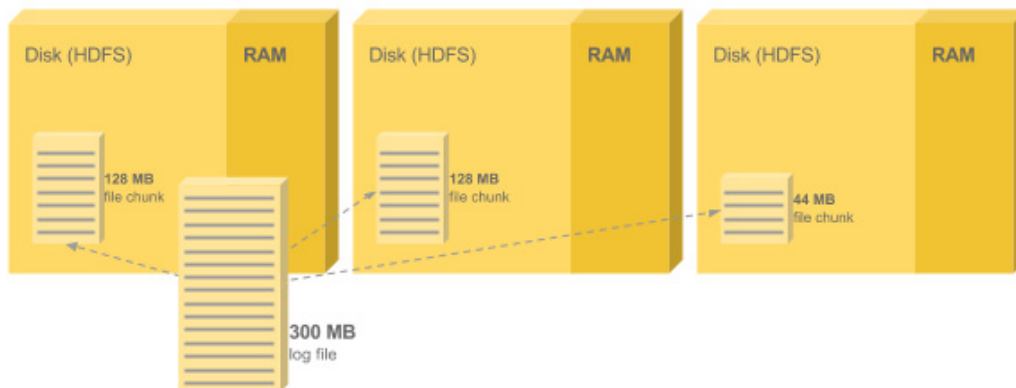 Disk (HDFS)
RAM
Disk (HDFS)
RAM
Disk (HDFS)
RAM
128 MB
file chunk
128 MB
file chunk
44 MB
file chunk
300 MB
log file